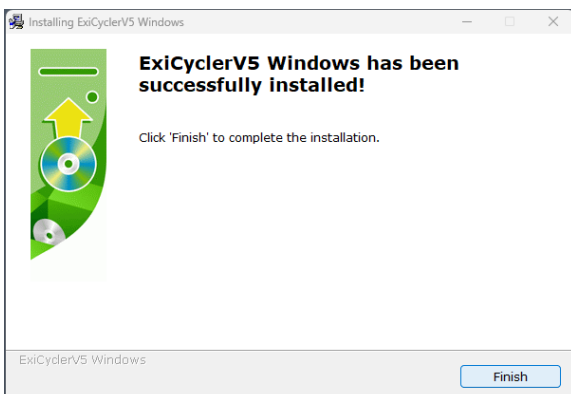 Installing ExiCyclerV5 Windows
ExiCyclerV5 Windows has been
successfully installed!
Click 'Finish' to complete the installation.
ExiCyclerV5 Windows
Finish